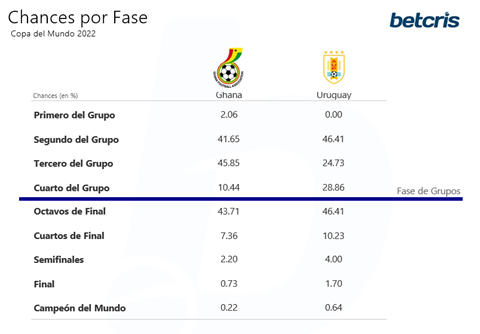 Chances por Fase
Copa del Mundo 2022
betcris
Chances (en %) Ghana Uruguay
Primero del Grupo 2.06 0.00
Segundo del Grupo 41.65 46.41
Tercero del Grupo 45.85 24.73
Cuarto del Grupo 10.44 28.86
Fase de Grupos
Octavos de Final 43.71 46.41
Cuartos de Final 7.36 10.23
Semifinales 2.20 4.00
Final 0.73 1.70
Campeón del Mundo 0.22 0.64